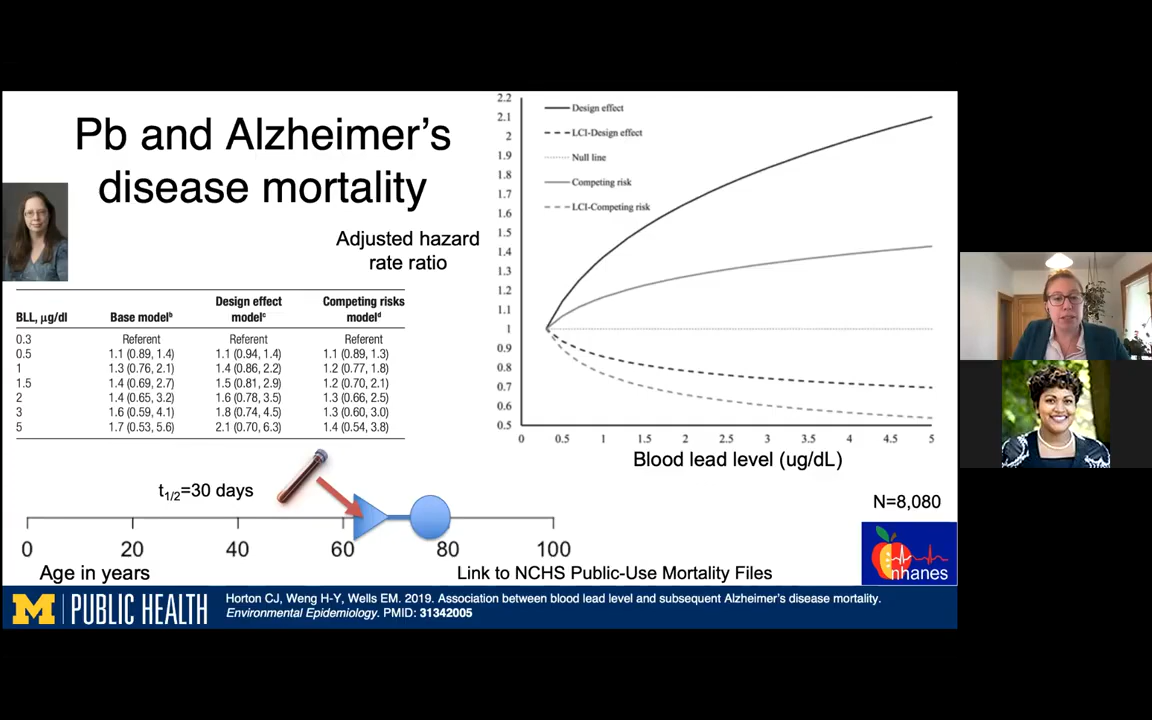 Pb and Alzheimer's
disease mortality
Adjusted hazard
rate ratio
BLL, µg/dl Base modelᵇ Design effect modelᶜ Competing risks modelᵈ
0.3 Referent Referent Referent
0.5 1.1 (0.89, 1.4) 1.1 (0.94, 1.4) 1.1 (0.89, 1.3)
1 1.3 (0.76, 2.1) 1.4 (0.86, 2.2) 1.2 (0.77, 1.8)
1.5 1.4 (0.69, 2.7) 1.5 (0.81, 2.9) 1.2 (0.70, 2.1)
2 1.4 (0.65, 3.2) 1.6 (0.78, 3.5) 1.3 (0.66, 2.5)
3 1.6 (0.59, 4.1) 1.8 (0.74, 4.5) 1.3 (0.60, 3.0)
5 1.7 (0.53, 5.6) 2.1 (0.70, 6.3) 1.4 (0.54, 3.8)
2.2
2.1
2
1.9
1.8
1.7
1.6
1.5
1.4
1.3
1.2
1.1
1
0.9
0.8
0.7
0.6
0.5
Design effect
LCI-Design effect
Null line
Competing risk
LCI-Competing risk
0 0.5 1 1.5 2 2.5 3 3.5 4 4.5 5
Blood lead level (ug/dL)
t1/2=30 days
0 20 40 60 80 100
Age in years
N=8,080
nhanes
Link to NCHS Public-Use Mortality Files
M PUBLIC HEALTH
Horton CJ, Weng H-Y, Wells EM. 2019. Association between blood lead level and subsequent Alzheimer's disease mortality.
Environmental Epidemiology. PMID: 31342005